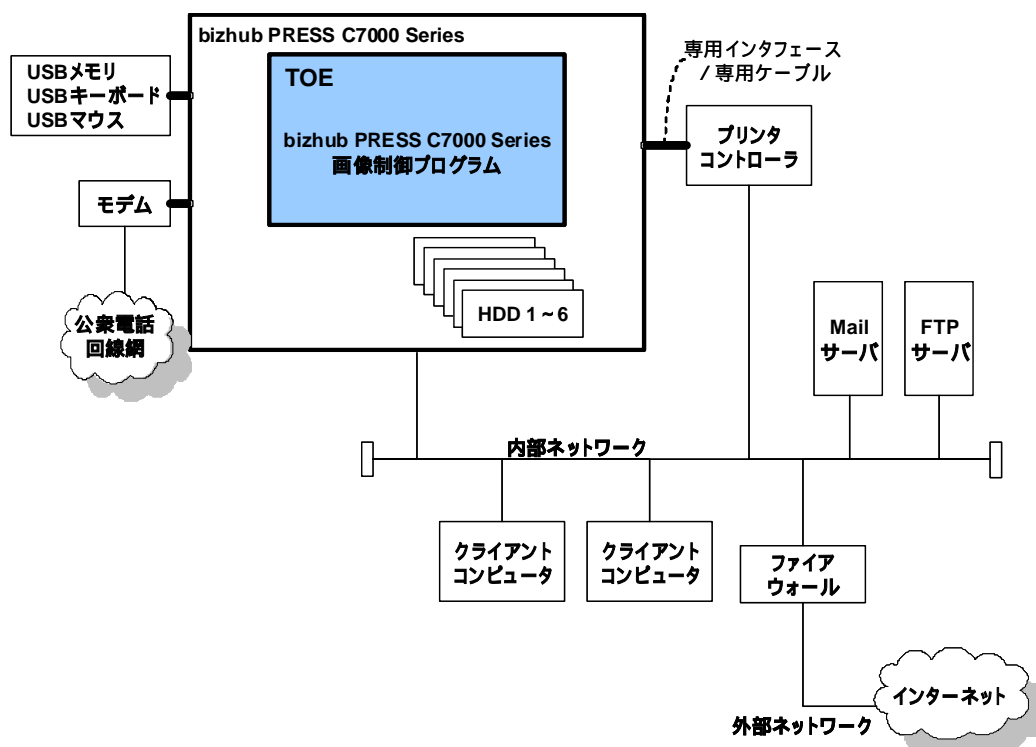 bizhub PRESS C7000 Series
TOE
bizhub PRESS C7000 Series
画像制御プログラム
HDD 1~6
USBメモリ
USBキーボード
USBマウス
モデム
公衆電話
回線網
専用インタフェース
/専用ケーブル
プリンタ
コントローラ
Mail
サーバ
FTP
サーバ
内部ネットワーク
クライアント
コンピュータ
クライアント
コンピュータ
ファイア
ウォール
インターネット
外部ネットワーク